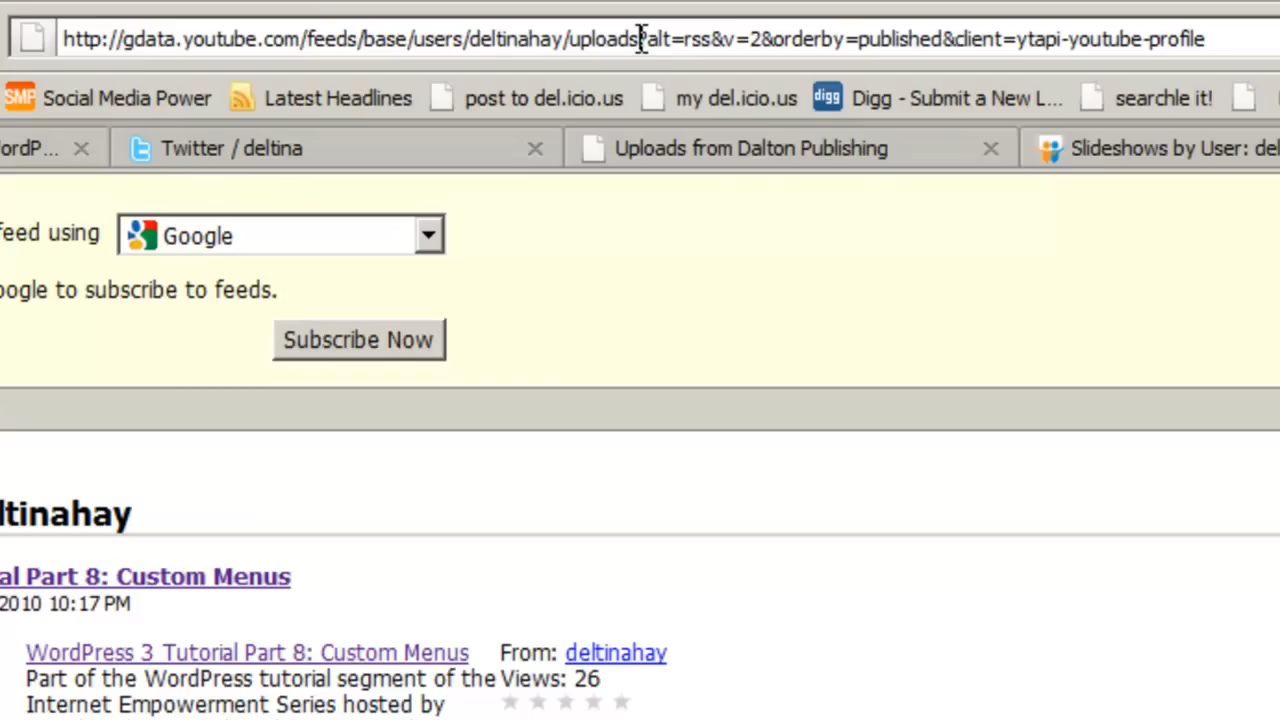 http://gdata.youtube.com/feeds/base/users/deltinahay/uploads?alt=rss&v=2&orderby=published&client=ytapi-youtube-profile
SMP Social Media Power Latest Headlines post to del.icio.us my del.icio.us digg Digg - Submit a New L... searchle it!
ordP... Twitter / deltina Uploads from Dalton Publishing Slideshows by User: del
feed using Google
oogle to subscribe to feeds.
Subscribe Now
ltinahay
al Part 8: Custom Menus
2010 10:17 PM
WordPress 3 Tutorial Part 8: Custom Menus From: deltinahay
Part of the WordPress tutorial segment of the Views: 26
Internet Empowerment Series hosted by